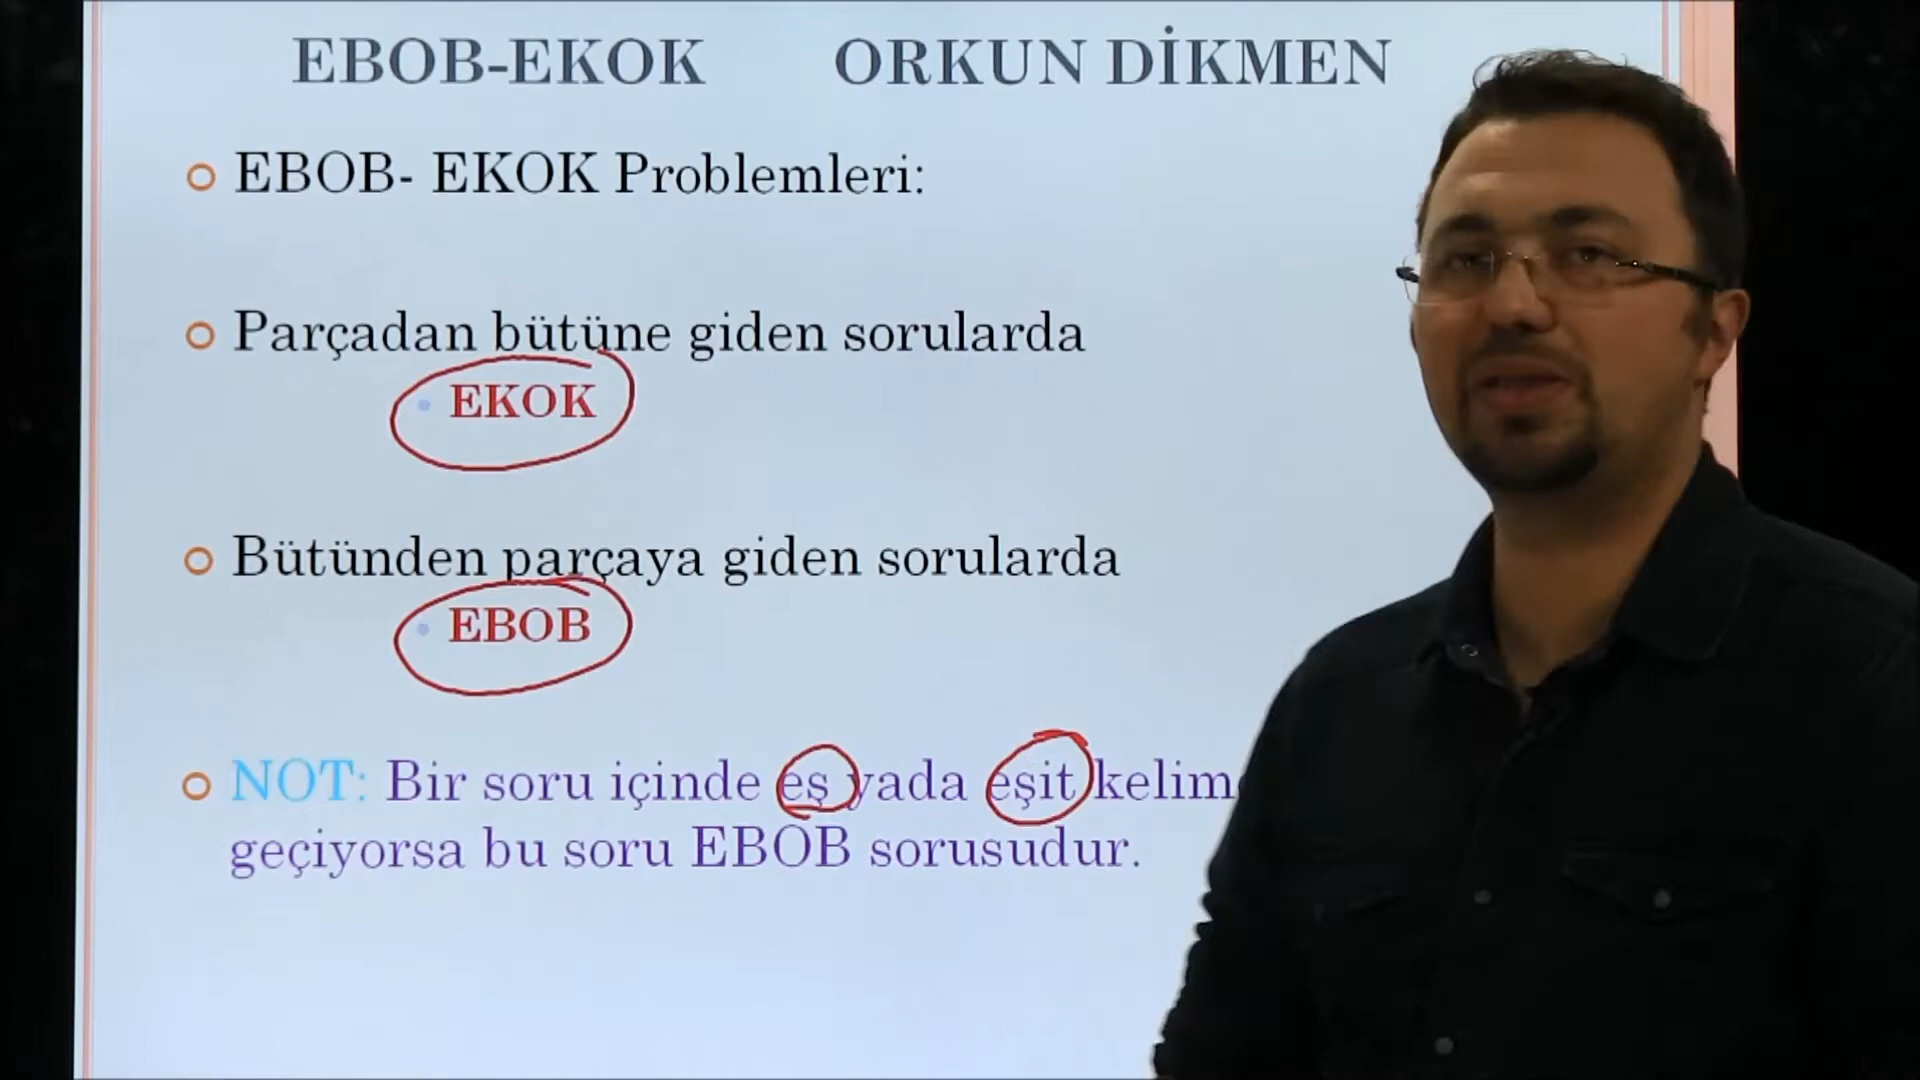 EBOB-EKOK ORKUN DİKMEN
EBOB- EKOK Problemleri:
Parçadan bütüne giden sorularda
EKOK
Bütünden parçaya giden sorularda
EBOB
NOT: Bir soru içinde eş yada eşit
geçiyorsa bu soru EBOB sorusudur.